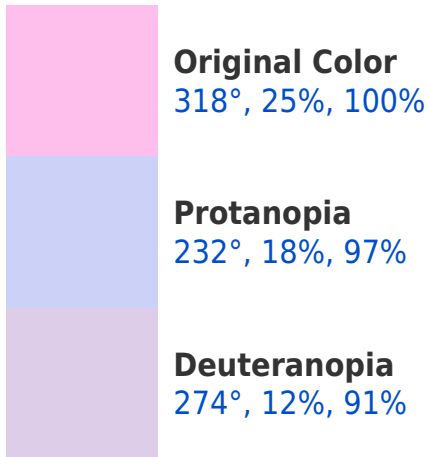 Original Color
318°, 25%, 100%
Protanopia
232°, 18%, 97%
Deuteranopia
274°, 12%, 91%